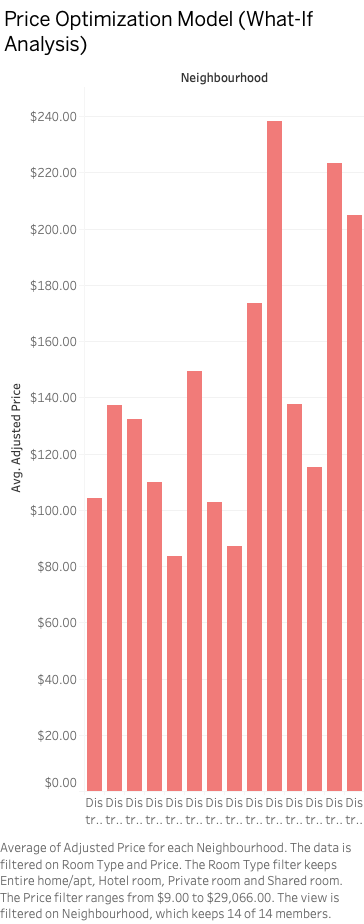 Price Optimization Model (What-If
Analysis)
Neighbourhood
$240.00
$220.00
$200.00
$180.00
$160.00
$140.00
$120.00
$100.00
$80.00
$60.00
$40.00
$20.00
$0.00
Avg. Adjusted Price
Dis Dis Dis Dis Dis Dis Dis Dis Dis Dis Dis Dis Dis Dis
tr.. tr.. tr.. tr.. tr.. tr.. tr.. tr.. tr.. tr.. tr.. tr.. tr.. tr..
Average of Adjusted Price for each Neighbourhood. The data is
filtered on Room Type and Price. The Room Type filter keeps
Entire home/apt, Hotel room, Private room and Shared room.
The Price filter ranges from $9.00 to $29,066.00. The view is
filtered on Neighbourhood, which keeps 14 of 14 members.